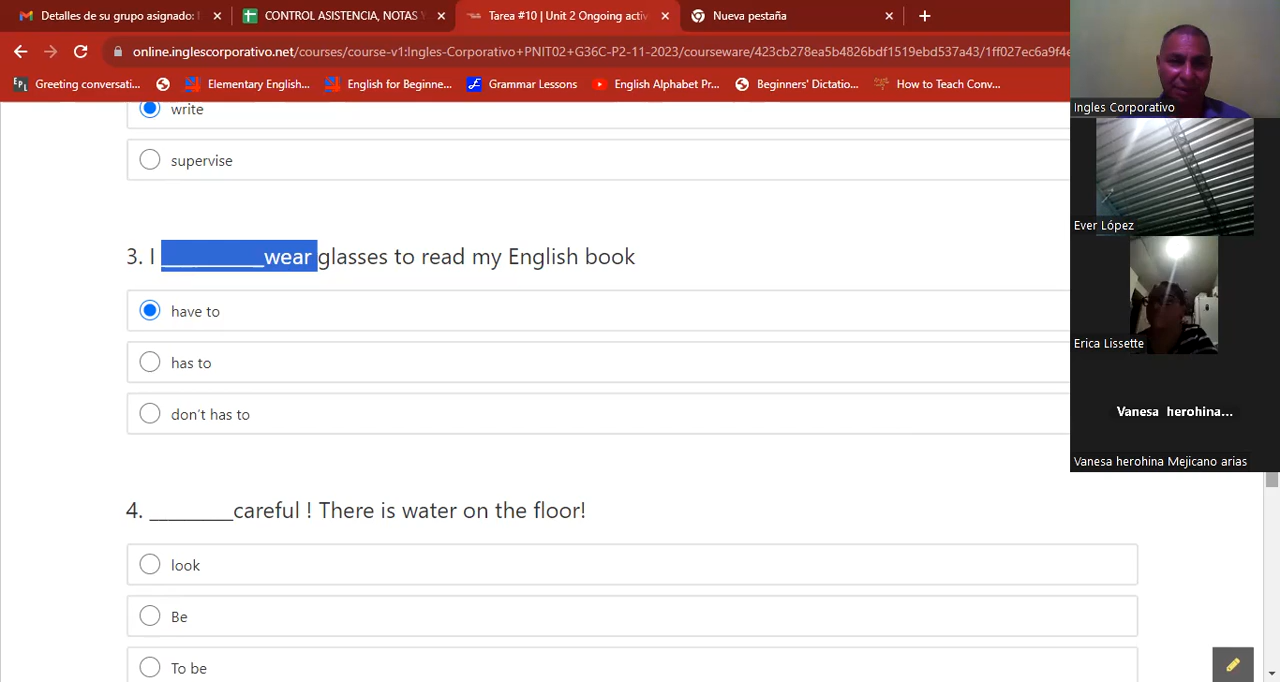 Detalles de su grupo asignado:
CONTROL ASISTENCIA, NOTAS Y
Tarea #10 | Unit 2 Ongoing activ
Nueva pestaña
online.inglescorporativo.net/courses/course-v1:Ingles-Corporativo+PNIT02+G36C-P2-11-2023/courseware/423cb278ea5b4826bdf1519ebd537a43/1ff027ec6a9f4e
Greeting conversati...
Elementary English...
English for Beginne...
Grammar Lessons
English Alphabet Pr...
Beginners' Dictatio...
How to Teach Conv...
Ingles Corporativo
write
supervise
Ever López
3. I _________wear glasses to read my English book
have to
has to
don't has to
Erica Lissette
Vanesa herohina...
Vanesa herohina Mejicano arias
4. ________careful ! There is water on the floor!
look
Be
To be